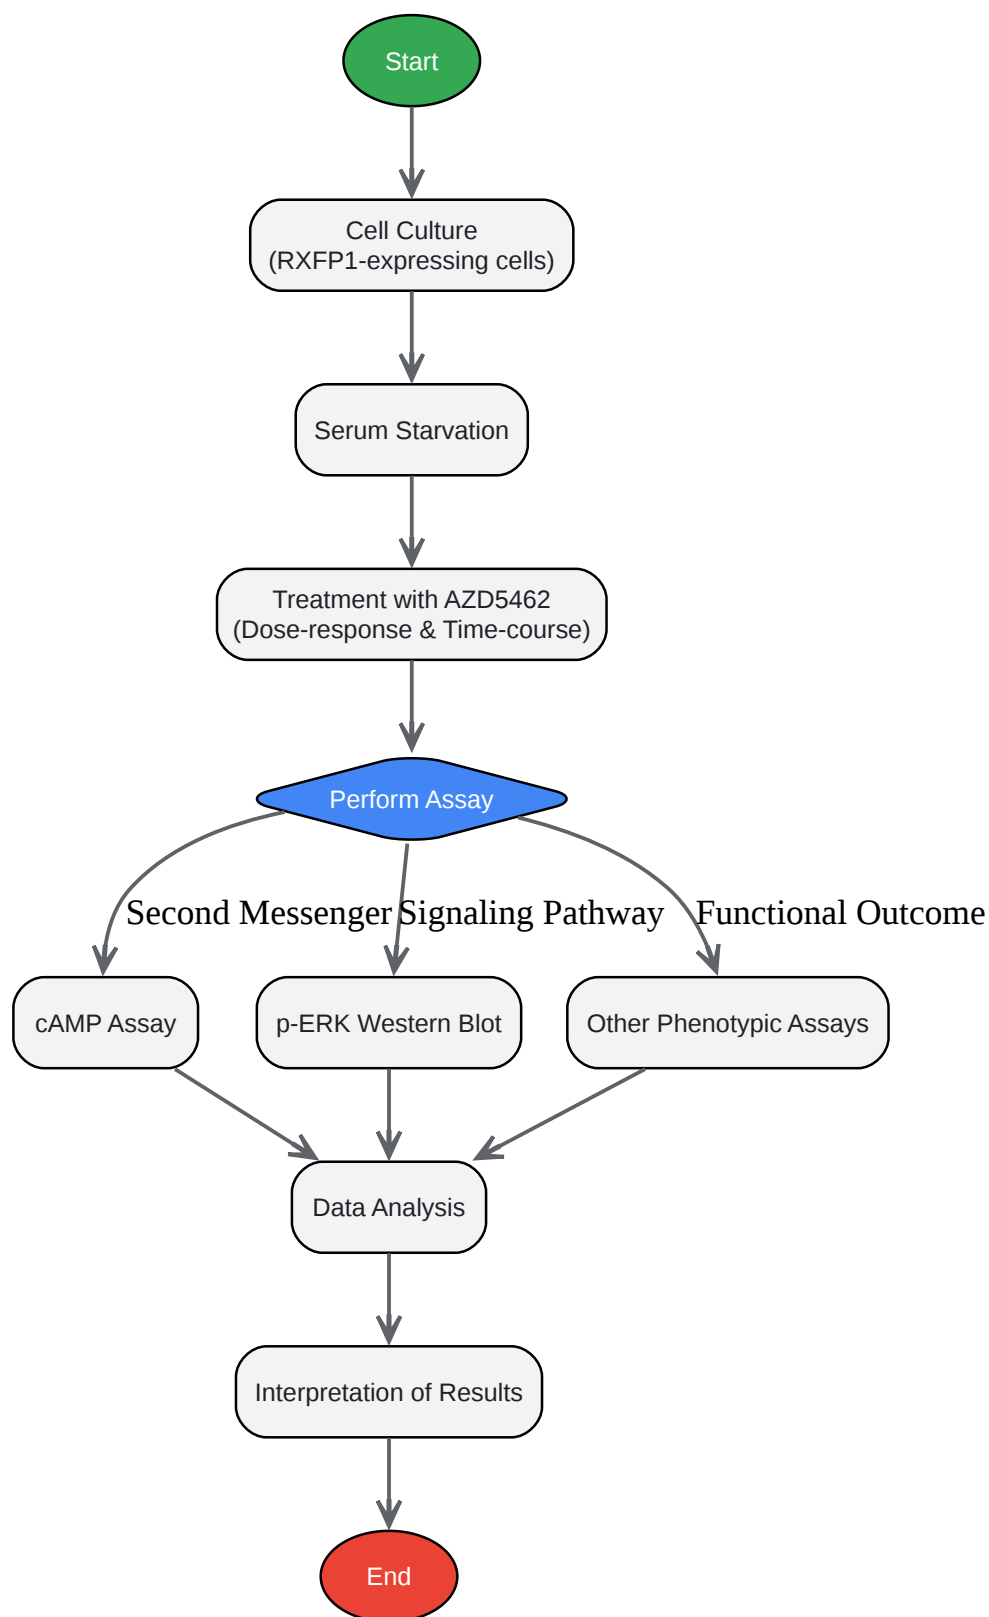 Start
Cell Culture
(RXFP1-expressing cells)
Serum Starvation
Treatment with AZD5462
(Dose-response & Time-course)
Perform Assay
Second Messenger
Signaling Pathway
Functional Outcome
cAMP Assay
p-ERK Western Blot
Other Phenotypic Assays
Data Analysis
Interpretation of Results
End